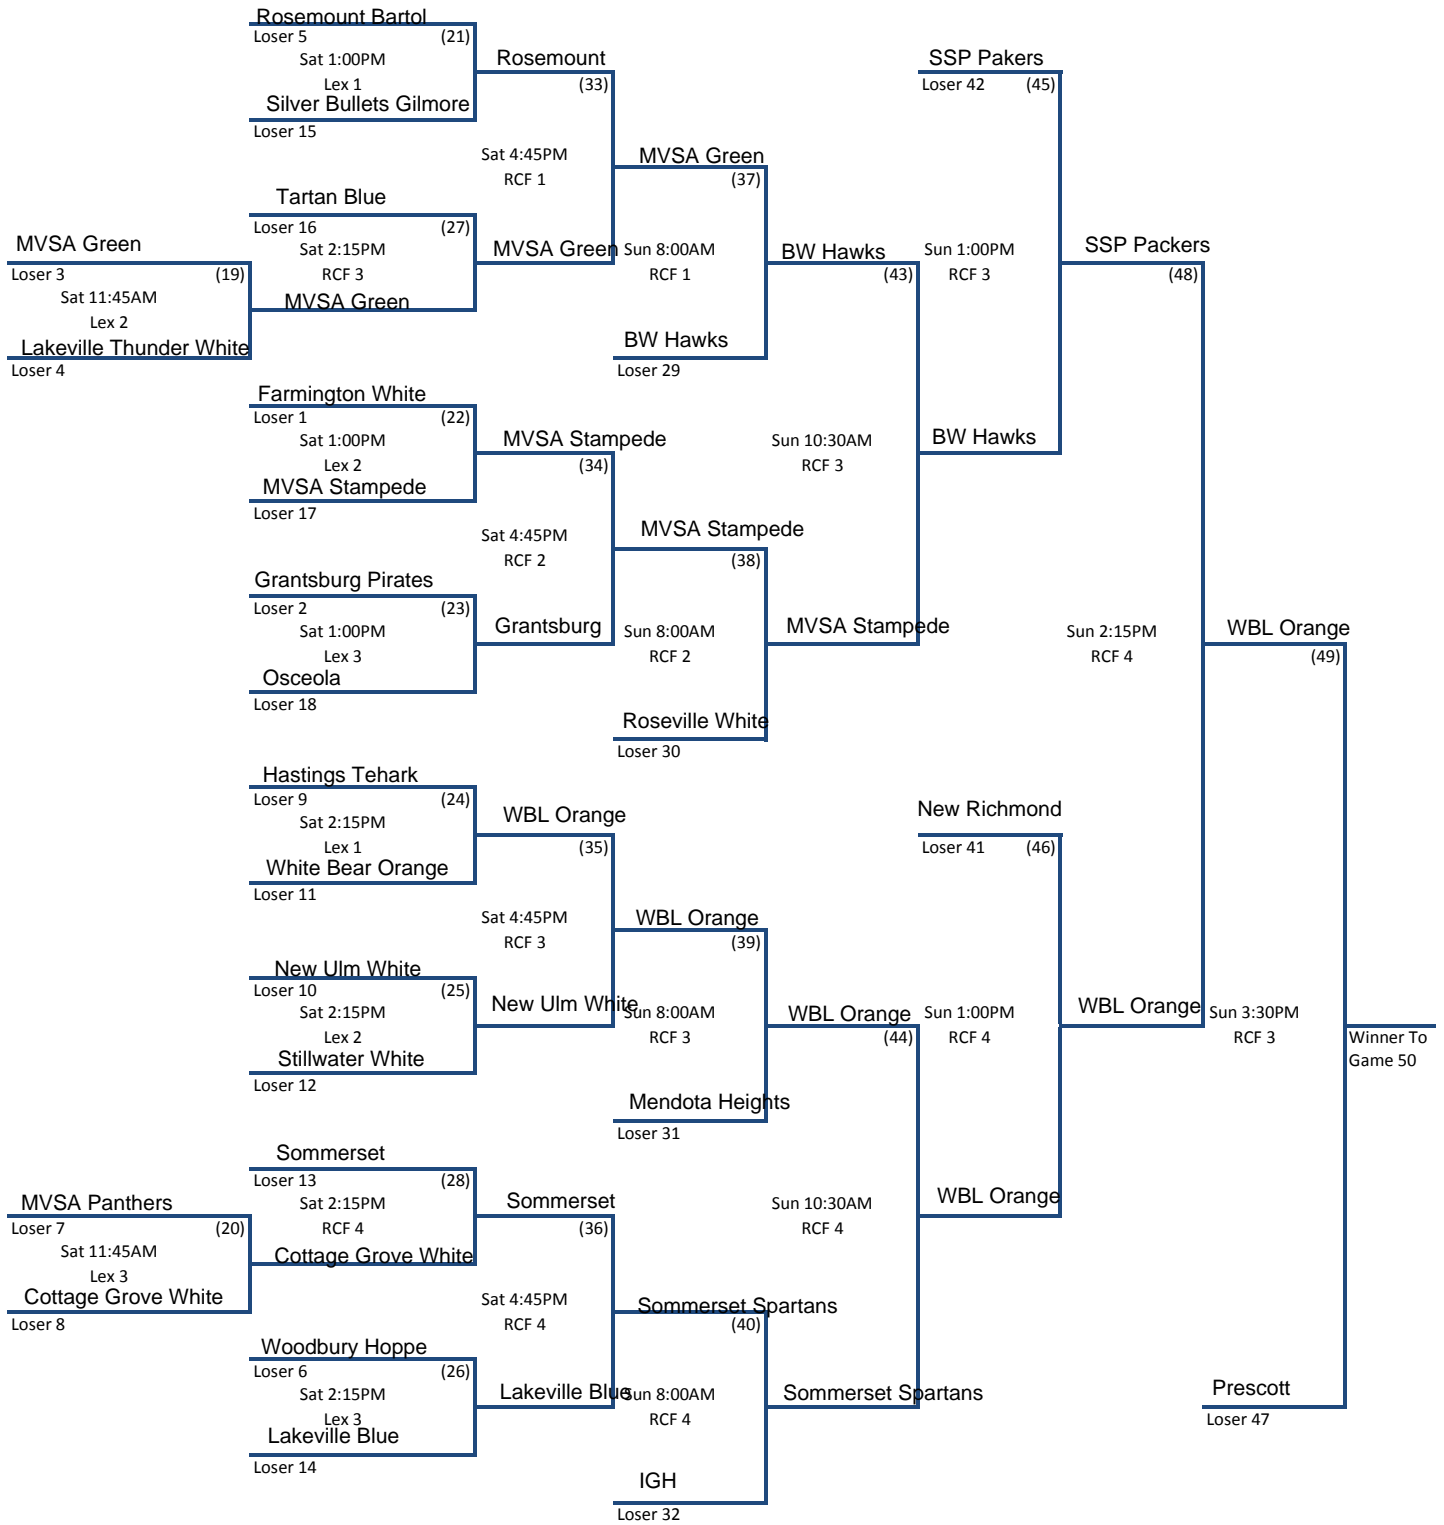 Rosemount Bartol
Loser 5 (21)
Sat 1:00PM
Lex 1
Silver Bullets Gilmore
Loser 15
Rosemount
(33)
SSP Pakers
Loser 42 (45)
Sat 4:45PM
RCF 1
MVSA Green
(37)
Tartan Blue
Loser 16 (27)
Sat 2:15PM
RCF 3
MVSA Green
MVSA Green
Loser 3 (19)
Sat 11:45AM
Lex 2
Lakeville Thunder White
Loser 4
MVSA Green
Sun 8:00AM
RCF 1
BW Hawks
(43)
Sun 1:00PM
RCF 3
SSP Packers
(48)
BW Hawks
Loser 29
Farmington White
Loser 1 (22)
Sat 1:00PM
Lex 2
MVSA Stampede
Loser 17
MVSA Stampede
(34)
Sun 10:30AM
RCF 3
BW Hawks
Sat 4:45PM
RCF 2
MVSA Stampede
(38)
Grantsburg Pirates
Loser 2 (23)
Sat 1:00PM
Lex 3
Osceola
Loser 18
Grantsburg
Sun 8:00AM
RCF 2
MVSA Stampede
Sun 2:15PM
RCF 4
WBL Orange
(49)
Roseville White
Loser 30
Hastings Tehark
Loser 9 (24)
Sat 2:15PM
Lex 1
White Bear Orange
Loser 11
WBL Orange
(35)
New Richmond
Loser 41 (46)
Sat 4:45PM
RCF 3
WBL Orange
(39)
New Ulm White
Loser 10 (25)
Sat 2:15PM
Lex 2
Stillwater White
Loser 12
New Ulm White
Sun 8:00AM
RCF 3
WBL Orange
(44)
Sun 1:00PM
RCF 4
WBL Orange
Sun 3:30PM
RCF 3
Winner To
Game 50
Mendota Heights
Loser 31
Sommerset
Loser 13 (28)
Sat 2:15PM
RCF 4
Cottage Grove White
MVSA Panthers
Loser 7 (20)
Sat 11:45AM
Lex 3
Cottage Grove White
Loser 8
Sommerset
(36)
Sun 10:30AM
RCF 4
WBL Orange
Sat 4:45PM
RCF 4
Sommerset Spartans
(40)
Woodbury Hoppe
Loser 6 (26)
Sat 2:15PM
Lex 3
Lakeville Blue
Loser 14
Lakeville Blue
Sun 8:00AM
RCF 4
Sommerset Spartans
Prescott
Loser 47
IGH
Loser 32